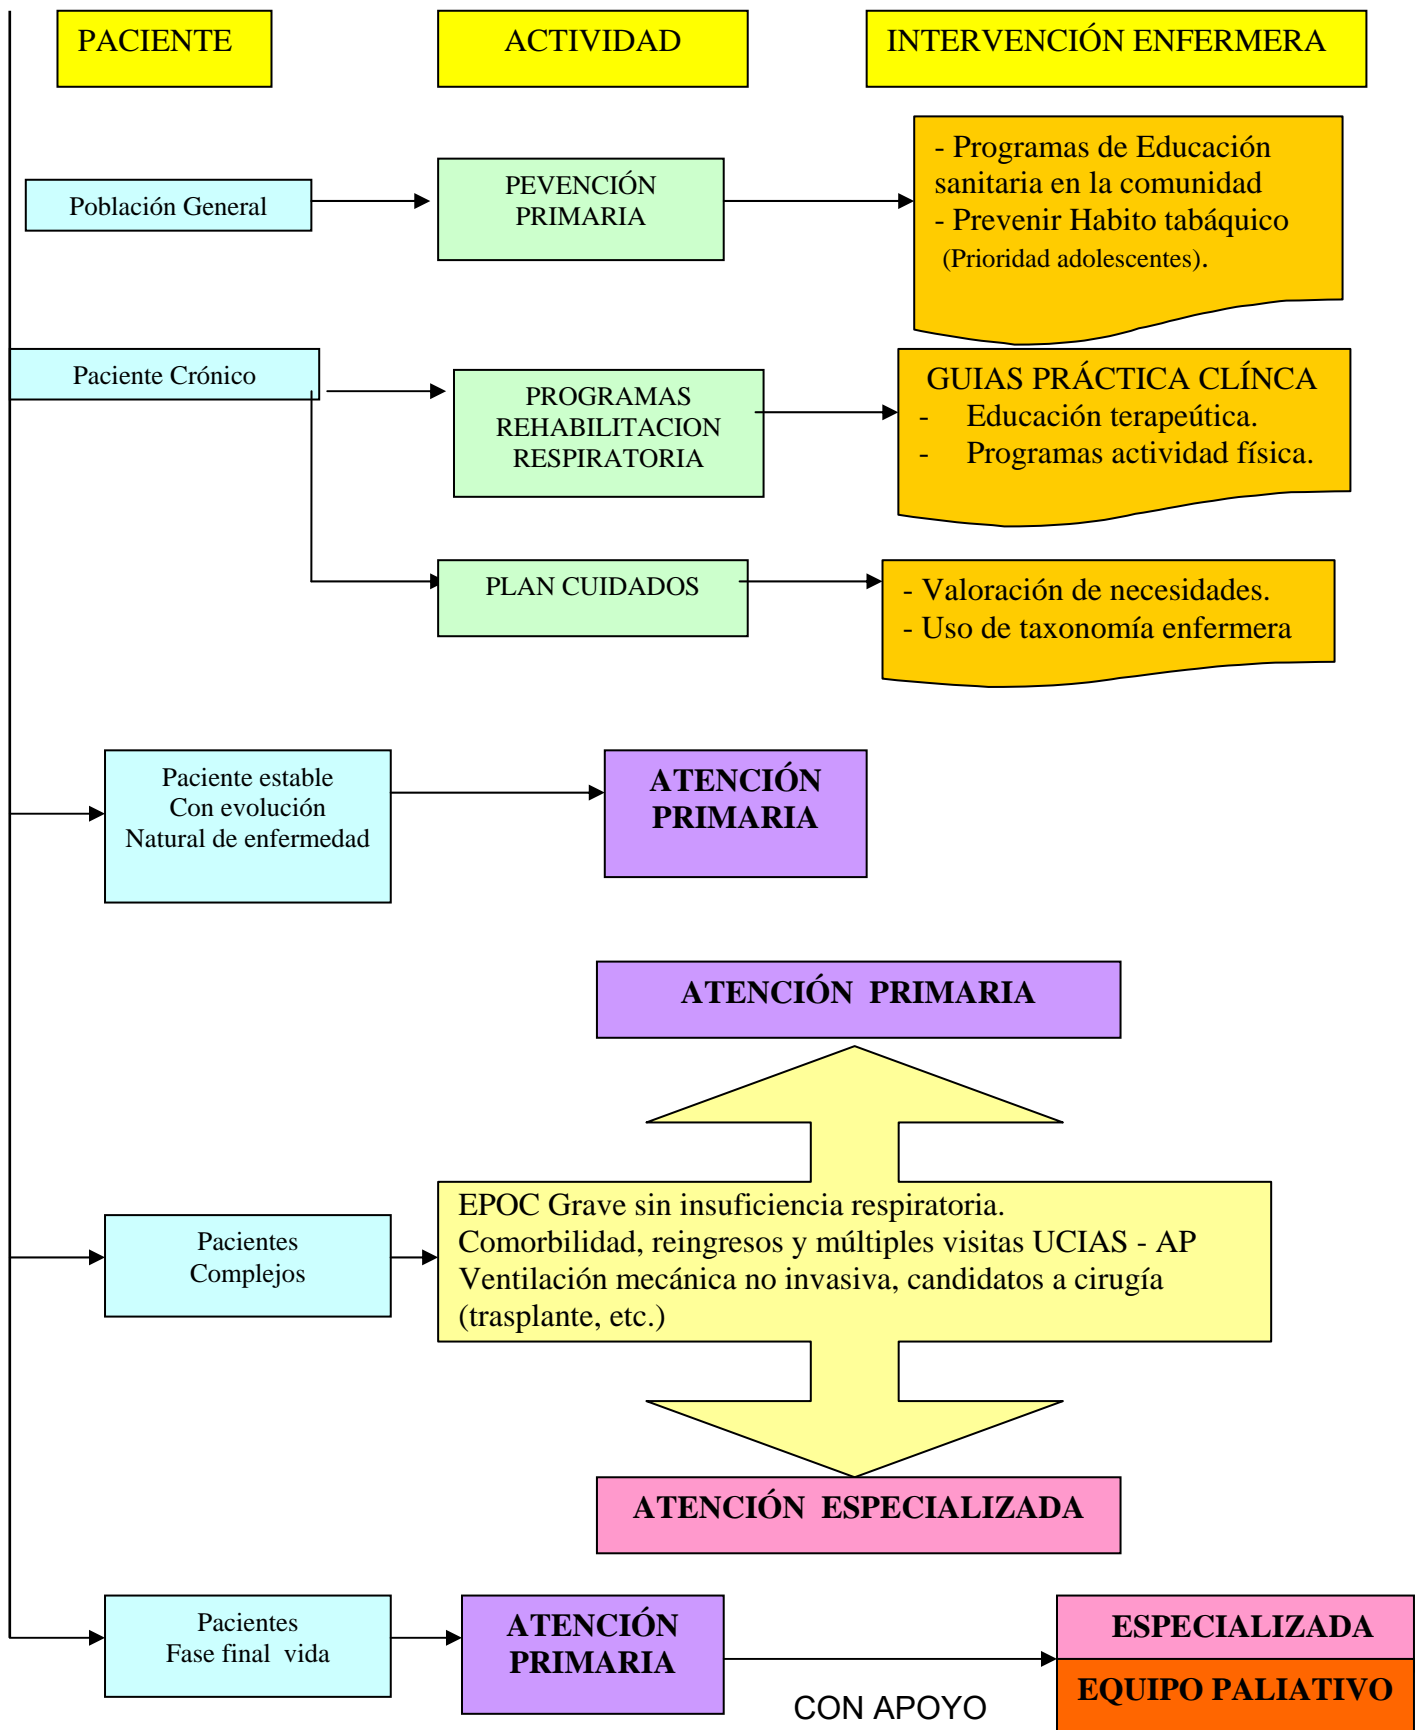 PACIENTE
ACTIVIDAD
INTERVENCIÓN ENFERMERA
Población General
PEVENCIÓN
PRIMARIA
- Programas de Educación
sanitaria en la comunidad
- Prevenir Habito tabáquico
(Prioridad adolescentes).
Paciente Crónico
PROGRAMAS
REHABILITACION
RESPIRATORIA
GUIAS PRÁCTICA CLÍNCA
- Educación terapeútica.
- Programas actividad física.
PLAN CUIDADOS
- Valoración de necesidades.
- Uso de taxonomía enfermera
Paciente estable
Con evolución
Natural de enfermedad
ATENCIÓN
PRIMARIA
ATENCIÓN PRIMARIA
Pacientes
Complejos
EPOC Grave sin insuficiencia respiratoria.
Comorbilidad, reingresos y múltiples visitas UCIAS - AP
Ventilación mecánica no invasiva, candidatos a cirugía
(trasplante, etc.)
ATENCIÓN ESPECIALIZADA
Pacientes
Fase final vida
ATENCIÓN
PRIMARIA
CON APOYO
ESPECIALIZADA
EQUIPO PALIATIVO